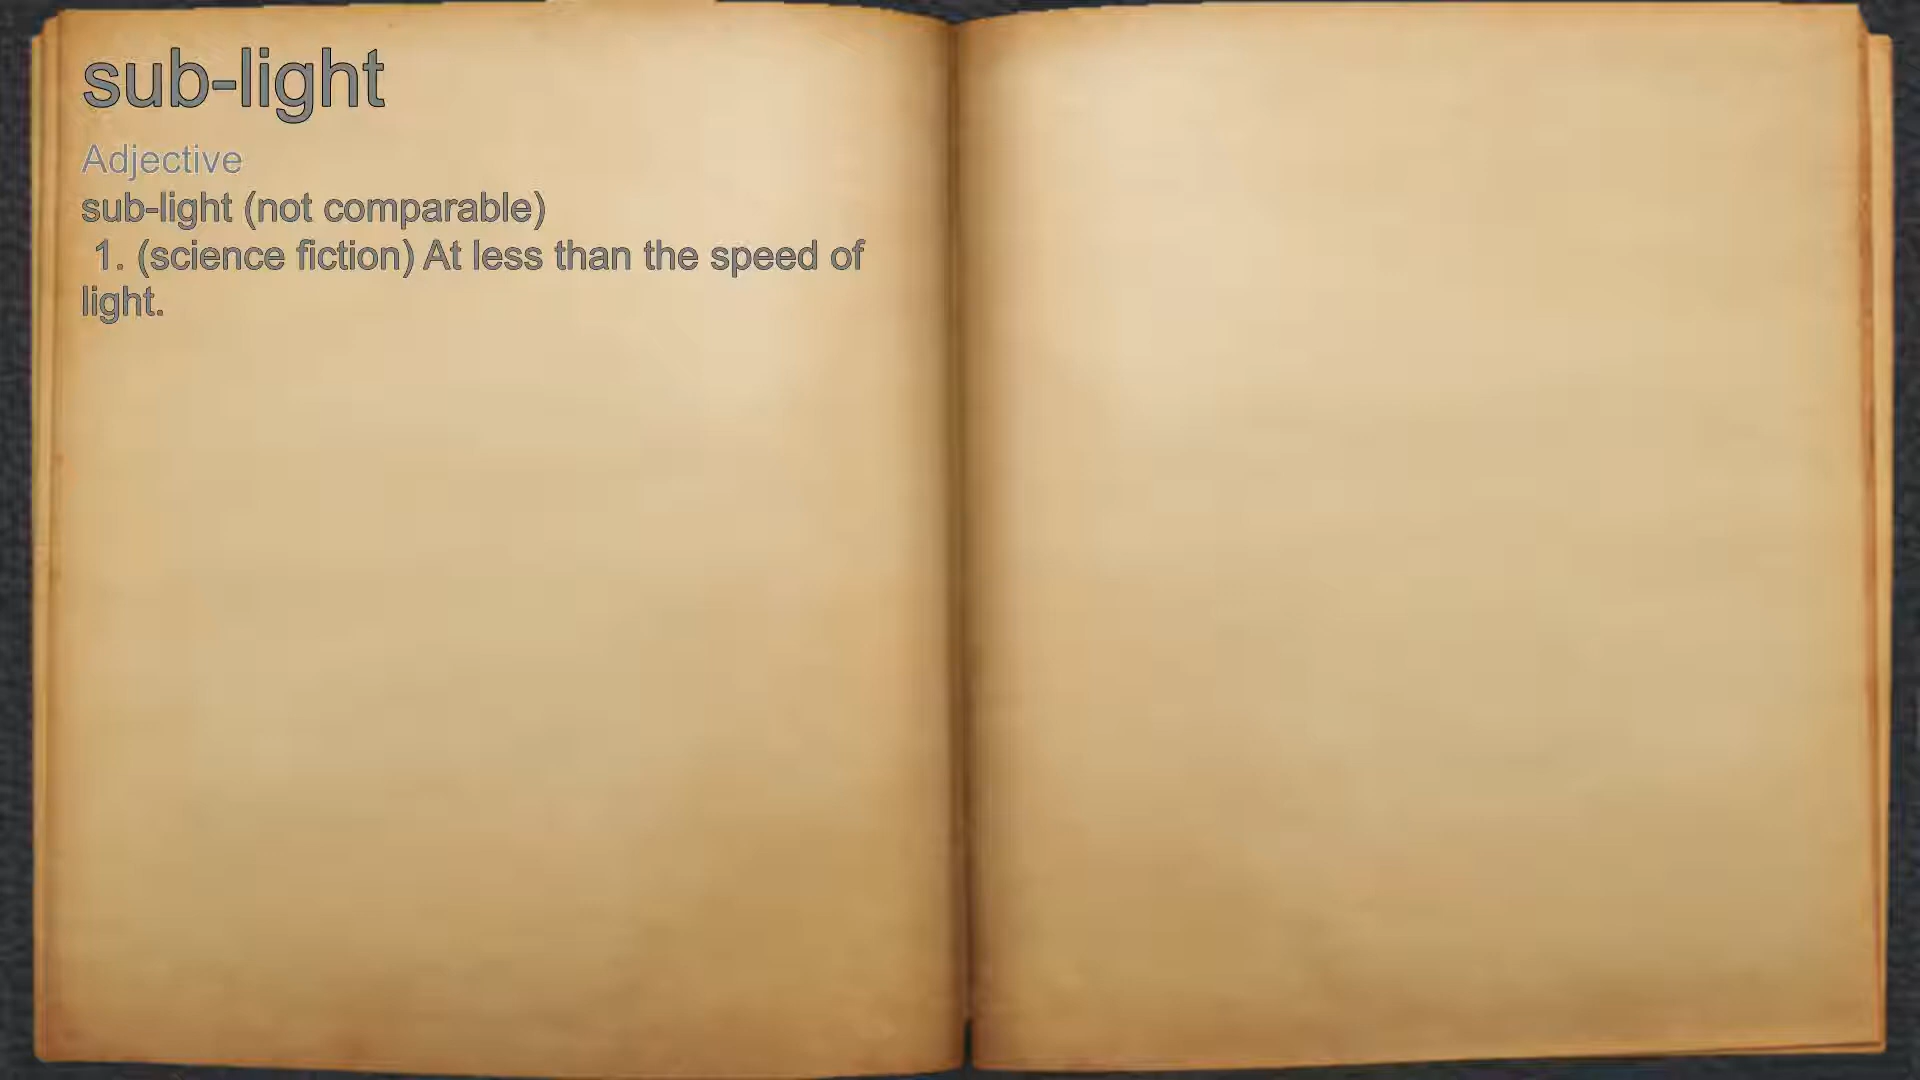 sub-light
Adjective
sub-light (not comparable)
1. (science fiction) At less than the speed of
light.